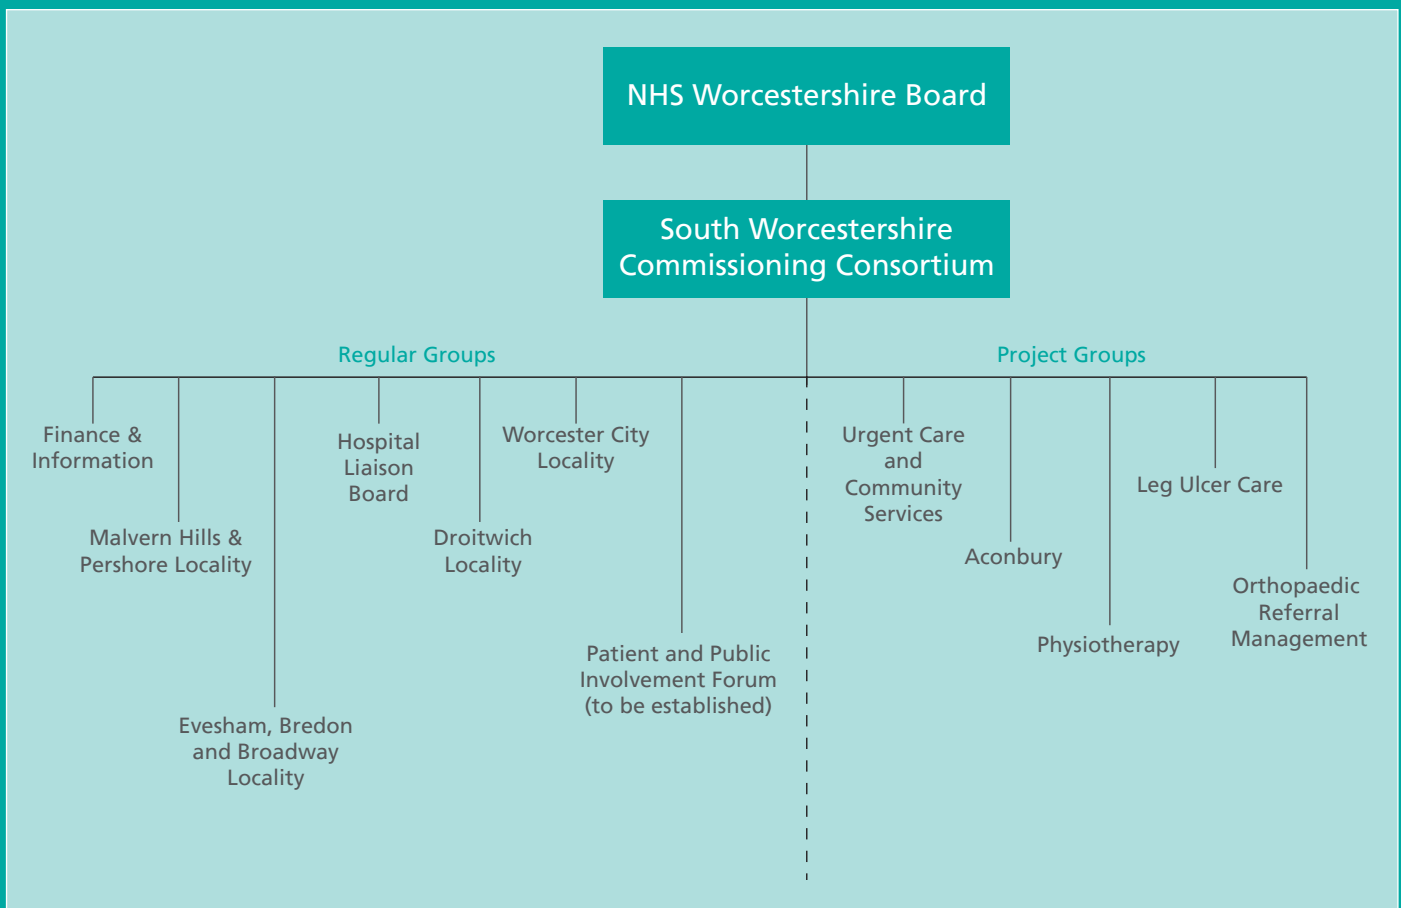 NHS Worcestershire Board
South Worcestershire
Commissioning Consortium
Regular Groups
Project Groups
Finance &
Information
Malvern Hills &
Pershore Locality
Evesham, Bredon
and Broadway
Locality
Hospital
Liaison
Board
Droitwich
Locality
Worcester City
Locality
Patient and Public
Involvement Forum
(to be established)
Urgent Care
and
Community
Services
Aconbury
Physiotherapy
Leg Ulcer Care
Orthopaedic
Referral
Management